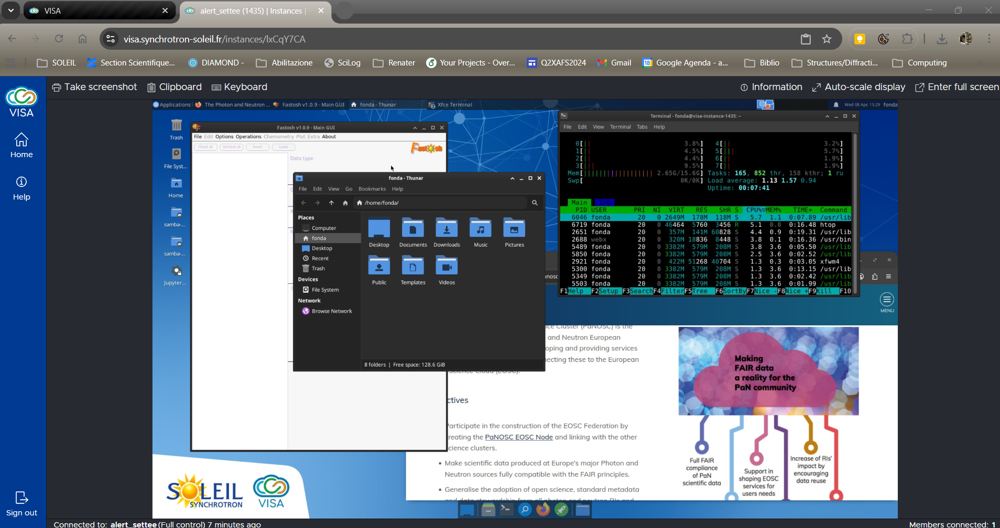 VISA
alert_settee (1435) | Instances |
visa.synchrotron-soleil.fr/instances/lxCqY7CA
SOLEIL
Section Scientifique...
DIAMOND -
Abilitazione
SciLog
Renater
Your Projects - Over...
Q2XAFS2024
Gmail
18
Google Agenda - a...
Biblio
Structures/Diffracti...
Computing
VISA
Home
Help
Sign out
Take screenshot
Clipboard
Keyboard
Information
Auto-scale display
Enter full screen
Applications
The Photon and Neutron ...
Fastosh v1.0.9 - Main GUI
fonda - Thunar
Xfce Terminal
Wed 08 Apr, 15:29
fonda
Trash
File Syst...
Home
samba-...
samba-...
Jupyter...
Fastosh v1.0.9 - Main GUI
File Edit Options Operations Chemometry Plot Extra About
Check all
Uncheck all
Invert
Lasso
Fastosh
Data type
fonda - Thunar
File Edit View Go Bookmarks Help
/home/fonda/
Places
Computer
fonda
Desktop
Recent
Trash
Devices
File System
Network
Browse Network
Desktop Documents Downloads Music Pictures
Public Templates Videos
8 folders | Free space: 128.6 GiB
Terminal - fonda@visa-instance-1435: ~
File Edit View Terminal Tabs Help
0[|| 3.8%] 4[|| 3.2%]
1[|| 4.5%] 5[||| 5.7%]
2[|| 4.4%] 6[|| 1.9%]
3[||| 9.5%] 7[|| 1.9%]
Mem[||||||||||||||||| 2.65G/15.6G] Tasks: 165, 852 thr, 158 kthr; 1 ru
Swp[ 0K/0K] Load average: 1.13 1.57 0.94
Uptime: 00:07:41
Main I/O
PID USER PRI NI VIRT RES SHR S CPU%▽MEM% TIME+ Command
6046 fonda 20 0 2649M 178M 118M S 5.7 1.1 0:07.89 /usr/lib
6719 fonda 20 0 46464 5760 3456 R 5.1 0.0 0:16.48 htop
2651 fonda 20 0 357M 141M 60828 S 4.4 0.9 0:19.31 /usr/lib
2688 webx 20 0 320M 18836 8448 S 3.8 0.1 0:16.36 /usr/bin
5489 fonda 20 0 3382M 579M 208M S 3.8 3.6 0:05.50 /usr/lib
5850 fonda 20 0 3382M 579M 208M S 2.5 3.6 0:02.52 /usr/lib
2921 fonda 20 0 422M 51268 40704 S 1.3 0.3 0:03.05 xfwm4
5300 fonda 20 0 3382M 579M 208M S 1.3 3.6 0:13.15 /usr/lib
5349 fonda 20 0 3382M 579M 208M S 1.3 3.6 0:02.42 /usr/lib
5503 fonda 20 0 3382M 579M 208M S 1.3 3.6 0:01.99 /usr/lib
F1Help F2Setup F3SearchF4FilterF5Tree F6SortByF7Nice -F8Nice +F9Kill F10
MENU
ice Cluster (PaNOSC) is the
and Neutron European
oping and providing services
necting these to the European
Science Cloud (EOSC).
ctives
Participate in the construction of the EOSC Federation by
reating the PaNOSC EOSC Node and linking with the other
cience clusters.
• Make scientific data produced at Europe's major Photon and
Neutron sources fully compatible with the FAIR principles.
• Generalise the adoption of open science, standard metadata
and data stewardship from all photon and neutron RIs and
Making
FAIR data
a reality for the
PaN community
Full FAIR
compliance
of PaN
scientific data
Support in
shaping EOSC
services for
users needs
Increase of RIs'
impact by
encouraging
data reuse
SOLEIL
SYNCHROTRON
VISA
Connected to: alert_settee (Full control) 7 minutes ago
Members connected: 1